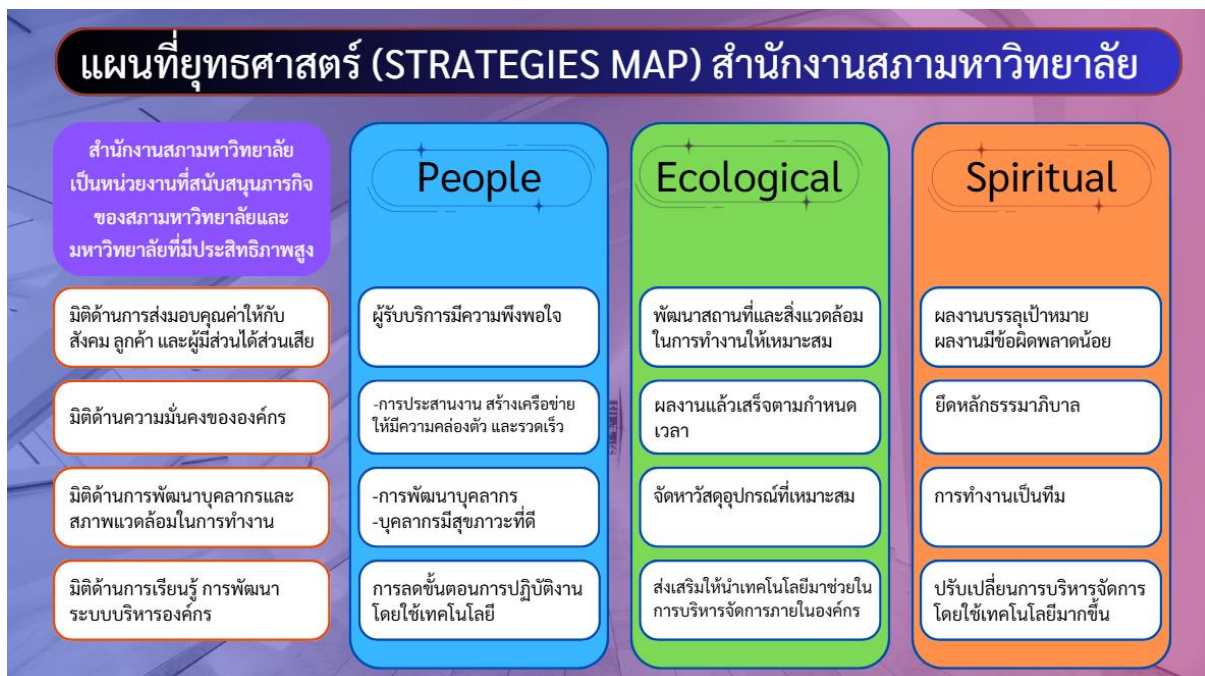 แผนที่ยุทธศาสตร์ (STRATEGIES MAP) สำนักงานสภามหาวิทยาลัย
สำนักงานสภามหาวิทยาลัย
เป็นหน่วยงานที่สนับสนุนภารกิจ
ของสภามหาวิทยาลัยและ
มหาวิทยาลัยที่มีประสิทธิภาพสูง
People
Ecological
Spiritual
มิติด้านการส่งมอบคุณค่าให้กับ
สังคม ลูกค้า และผู้มีส่วนได้ส่วนเสีย
ผู้รับบริการมีความพึงพอใจ
พัฒนาสถานที่และสิ่งแวดล้อม
ในการทำงานให้เหมาะสม
ผลงานบรรลุเป้าหมาย
ผลงานมีข้อผิดพลาดน้อย
มิติด้านความมั่นคงขององค์กร
-การประสานงาน สร้างเครือข่าย
ให้มีความคล่องตัว และรวดเร็ว
ผลงานแล้วเสร็จตามกำหนด
เวลา
ยึดหลักธรรมาภิบาล
มิติด้านการพัฒนาบุคลากรและ
สภาพแวดล้อมในการทำงาน
-การพัฒนาบุคลากร
-บุคลากรมีสุขภาวะที่ดี
จัดหาวัสดุอุปกรณ์ที่เหมาะสม
การทำงานเป็นทีม
มิติด้านการเรียนรู้ การพัฒนา
ระบบบริหารองค์กร
การลดขั้นตอนการปฏิบัติงาน
โดยใช้เทคโนโลยี
ส่งเสริมให้นำเทคโนโลยีมาช่วยใน
การบริหารจัดการภายในองค์กร
ปรับเปลี่ยนการบริหารจัดการ
โดยใช้เทคโนโลยีมากขึ้น